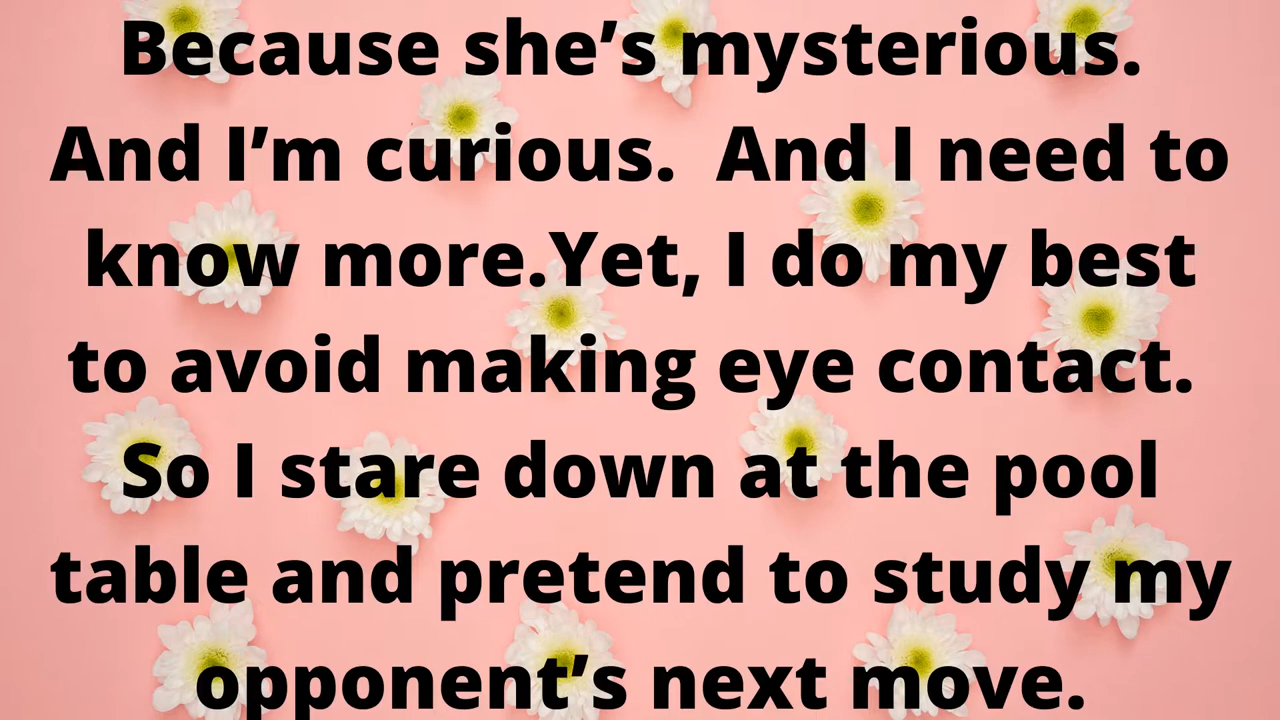 Because she’s mysterious.
And I’m curious.  And I need to
know more.Yet, I do my best
to avoid making eye contact.
So I stare down at the pool
table and pretend to study my
opponent’s next move.